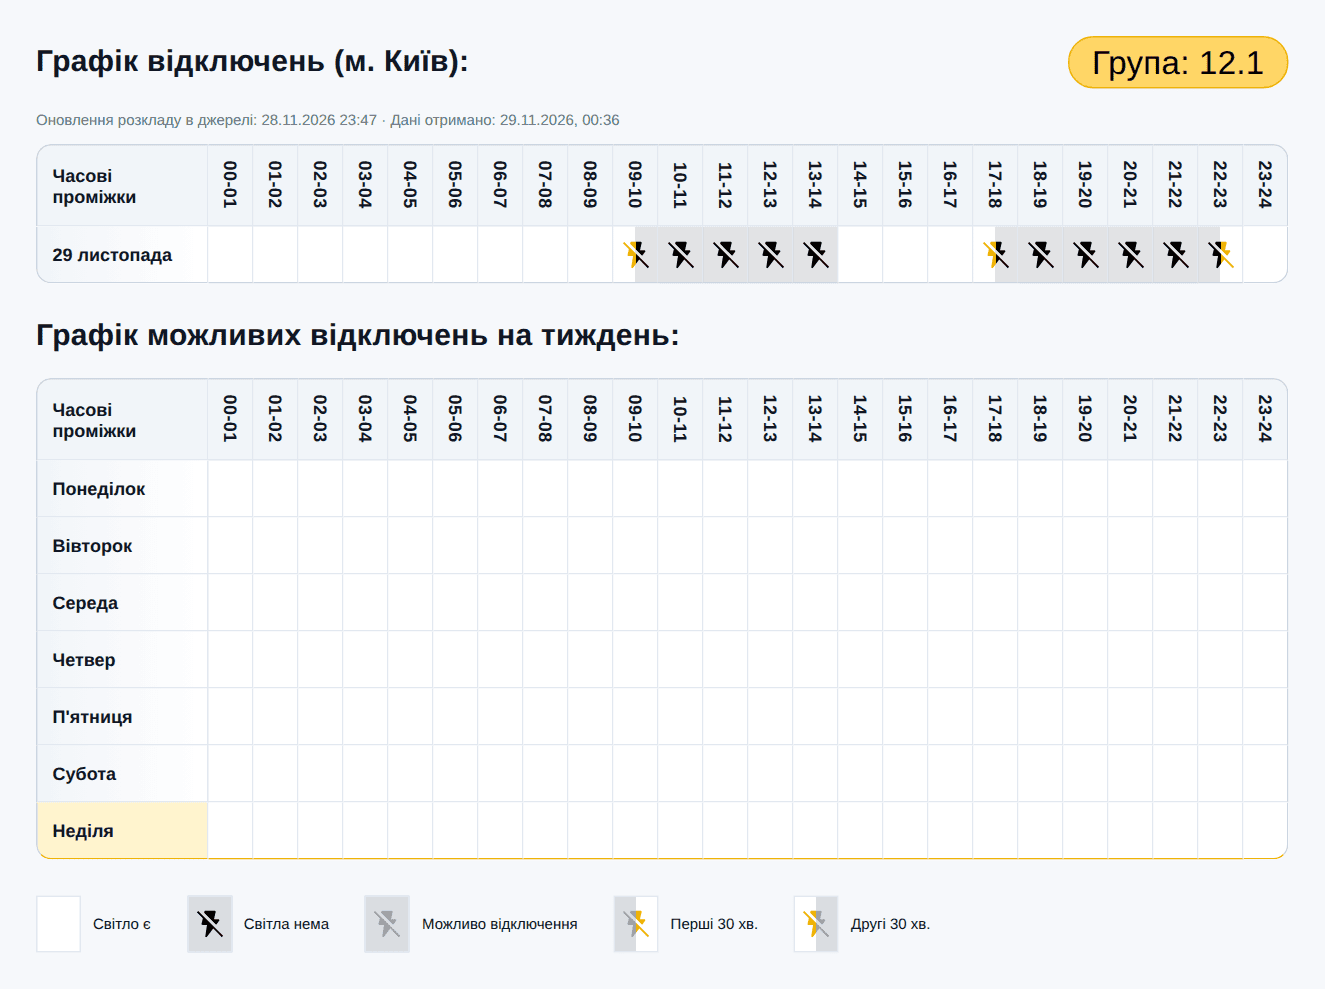 Графік відключень (м. Київ):
Група: 12.1
Оновлення розкладу в джерелі: 28.11.2026 23:47 · Дані отримано: 29.11.2026, 00:36
Часові
проміжки
00-01 01-02 02-03 03-04 04-05 05-06 06-07 07-08 08-09 09-10 10-11 11-12 12-13 13-14 14-15 15-16 16-17 17-18 18-19 19-20 20-21 21-22 22-23 23-24
29 листопада
Графік можливих відключень на тиждень:
Часові
проміжки
00-01 01-02 02-03 03-04 04-05 05-06 06-07 07-08 08-09 09-10 10-11 11-12 12-13 13-14 14-15 15-16 16-17 17-18 18-19 19-20 20-21 21-22 22-23 23-24
Понеділок
Вівторок
Середа
Четвер
П'ятниця
Субота
Неділя
Світло є Світла нема Можливо відключення Перші 30 хв. Другі 30 хв.